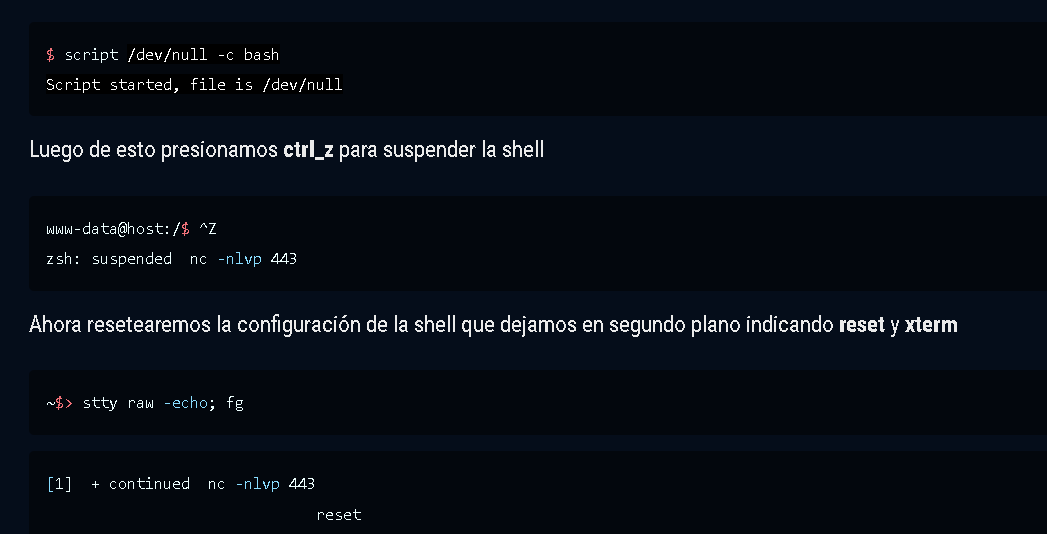 $ script /dev/null -c bash
Script started, file is /dev/null
Luego de esto presionamos ctrl_z para suspender la shell
www-data@host:/$ ^Z
zsh: suspended  nc -nlvp 443
Ahora resetearemos la configuración de la shell que dejamos en segundo plano indicando reset y xterm
~$> stty raw -echo; fg
[1]  + continued  nc -nlvp 443
reset